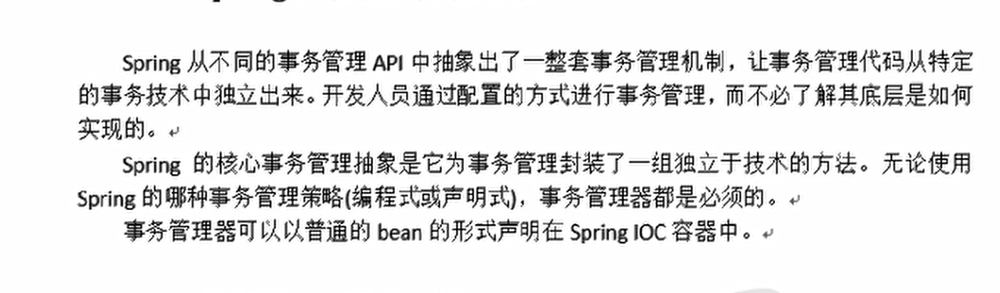 Spring 从不同的事务管理 API 中抽象出了一整套事务管理机制，让事务管理代码从特定
的事务技术中独立出来。开发人员通过配置的方式进行事务管理，而不必了解其底层是如何
实现的。
Spring 的核心事务管理抽象是它为事务管理封装了一组独立于技术的方法。无论使用
Spring 的哪种事务管理策略(编程式或声明式)，事务管理器都是必须的。
事务管理器可以以普通的 bean 的形式声明在 Spring IOC 容器中。